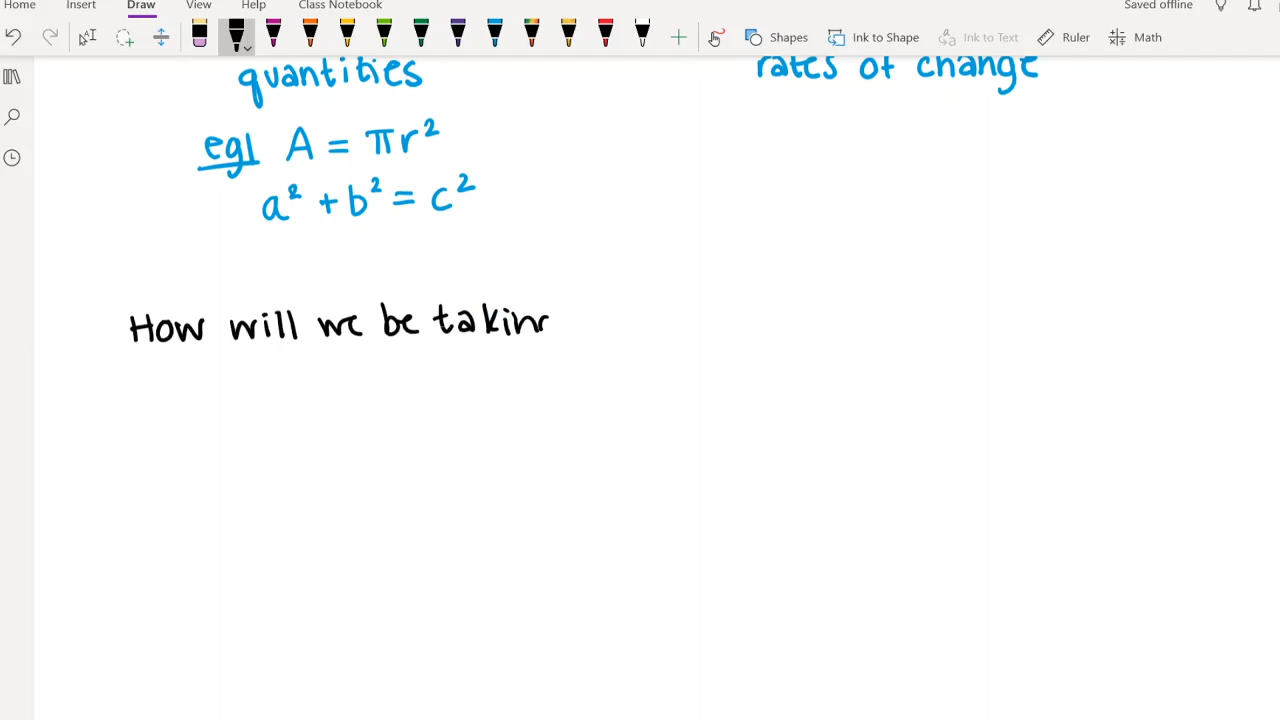 Home Insert Draw View Help Class Notebook Saved offline
Shapes Ink to Shape Ink to Text Ruler Math
quantities
rates of change
eg| A = πr²
a² + b² = c²
How will we be takin